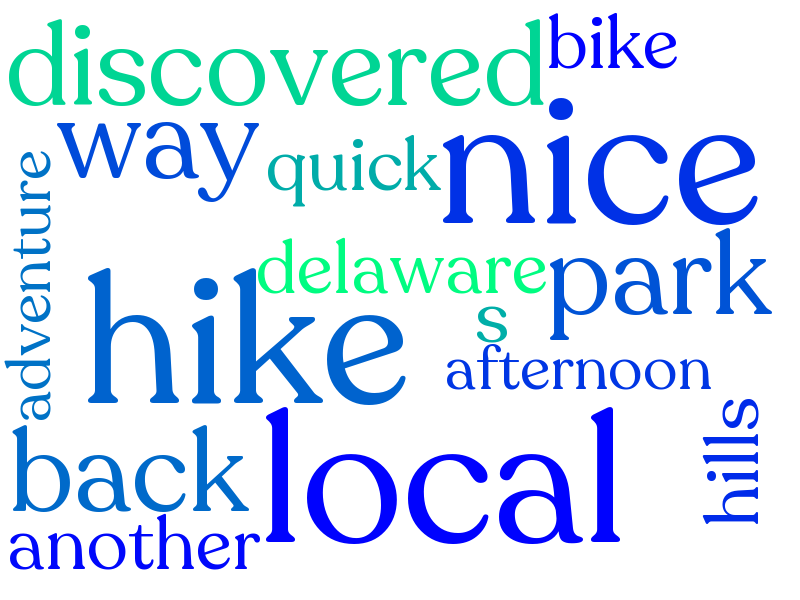 discovered
bike
way
quick
nice
adventure
delaware
park
hike
s
afternoon
hills
back
local
another